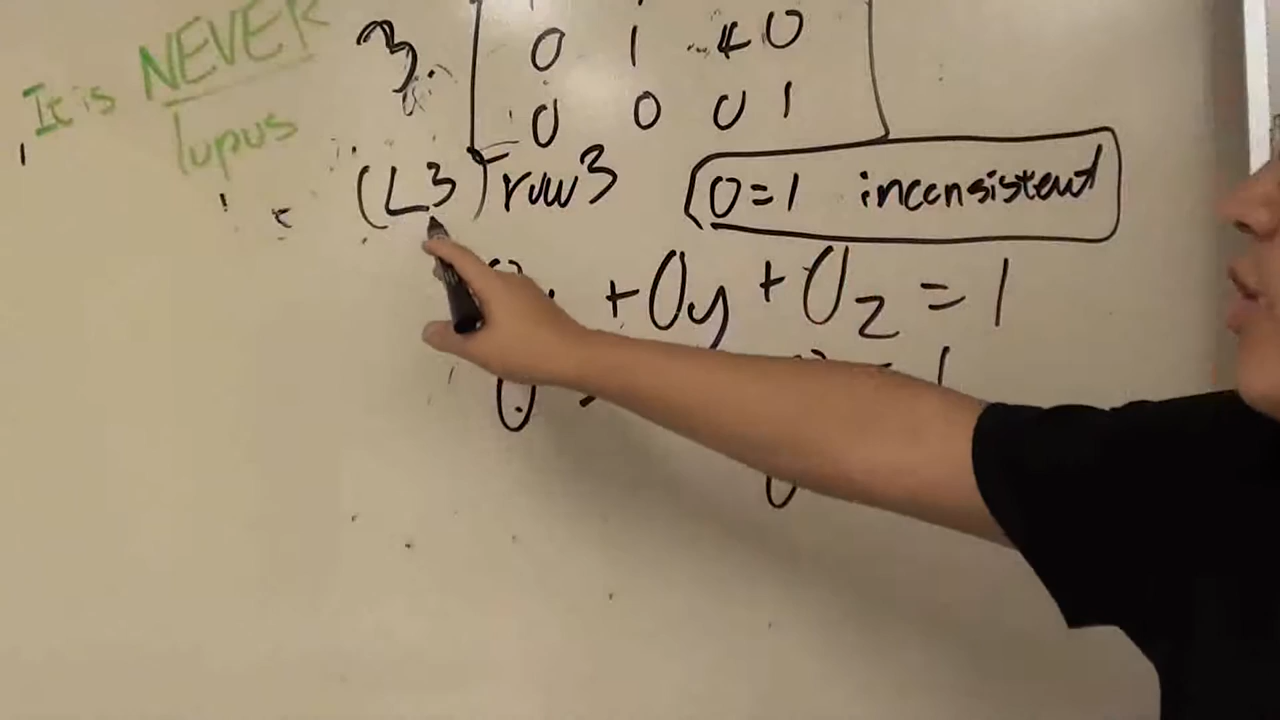 It is NEVER
lupus
3.
0 1 4 0
0 0 0 1
(L3) row3
0=1 inconsistent
+ 0y + 0z = 1
0